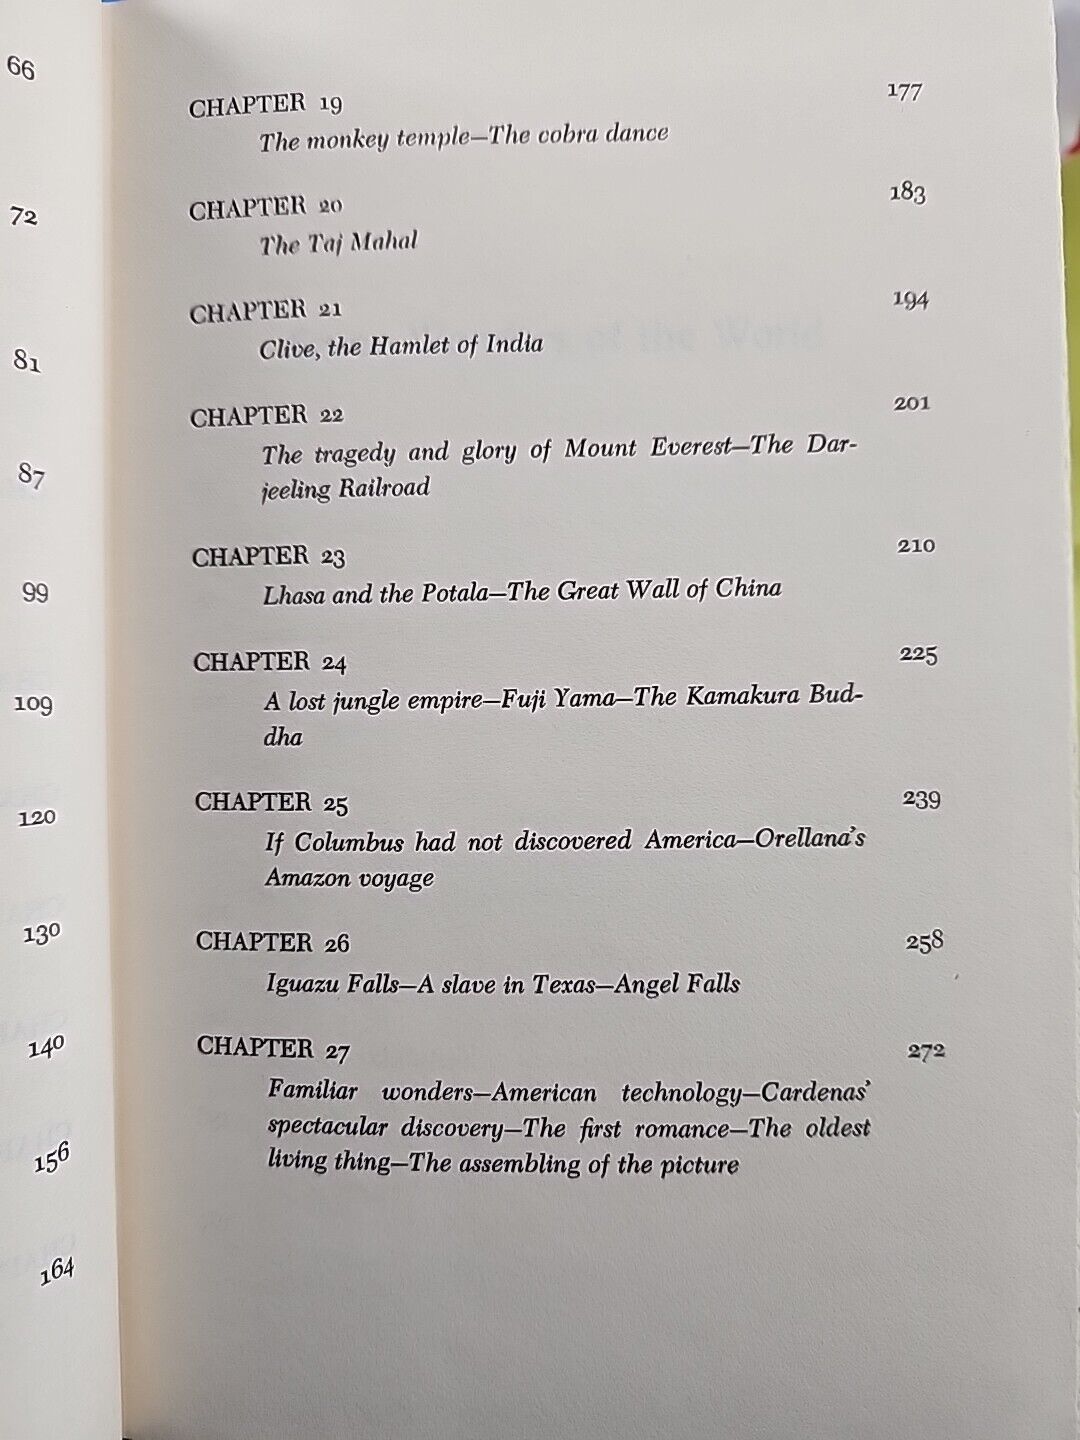 66
72
81
87
99
109
120
130
140
156
164
CHAPTER 19 177
The monkey temple—The cobra dance
CHAPTER 20 183
The Taj Mahal
CHAPTER 21 194
Clive, the Hamlet of India
CHAPTER 22 201
The tragedy and glory of Mount Everest—The Dar-
jeeling Railroad
CHAPTER 23 210
Lhasa and the Potala—The Great Wall of China
CHAPTER 24 225
A lost jungle empire—Fuji Yama—The Kamakura Bud-
dha
CHAPTER 25 239
If Columbus had not discovered America—Orellana's
Amazon voyage
CHAPTER 26 258
Iguazu Falls—A slave in Texas—Angel Falls
CHAPTER 27 272
Familiar wonders—American technology—Cardenas'
spectacular discovery—The first romance—The oldest
living thing—The assembling of the picture